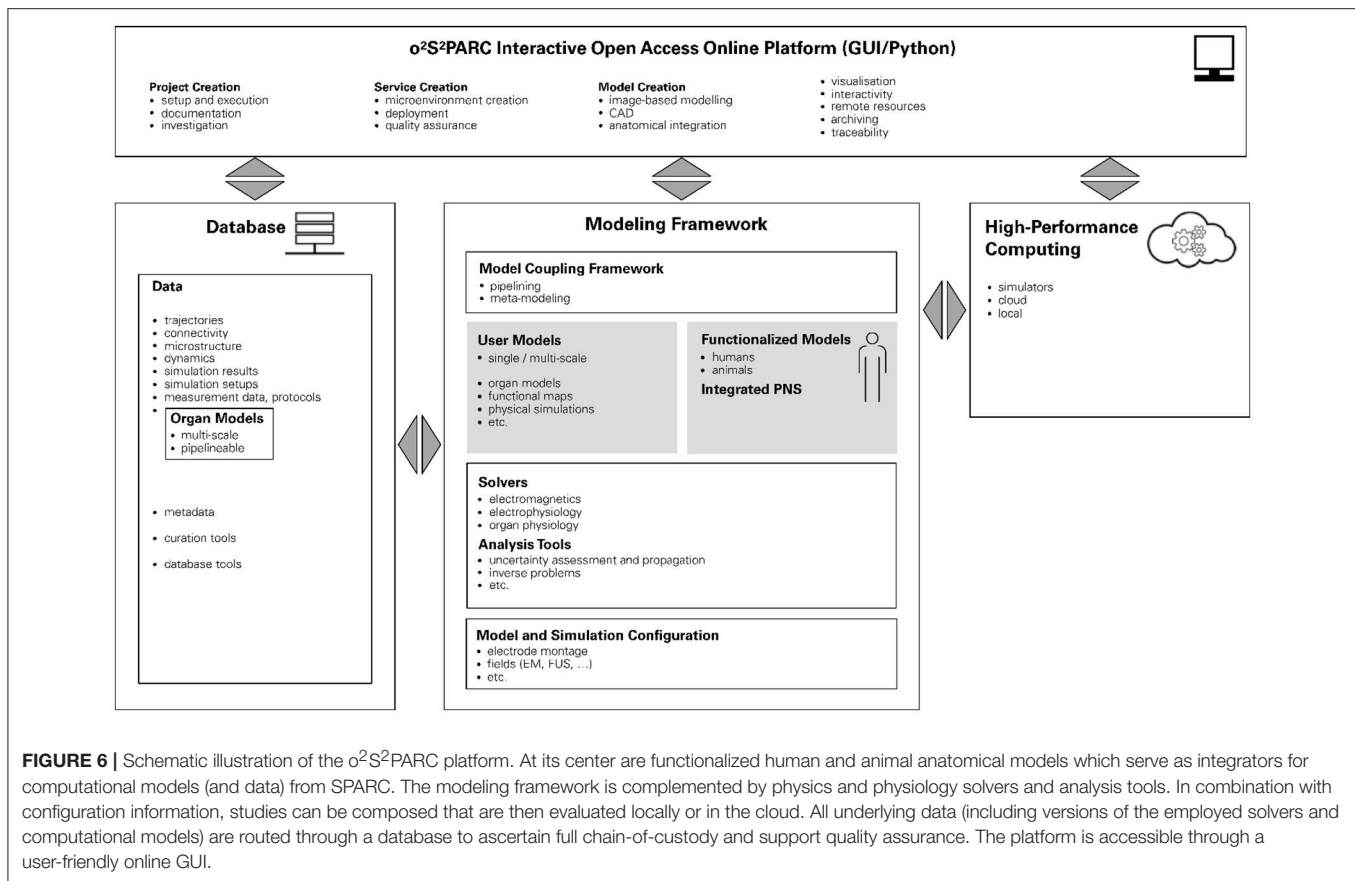 o²S²PARC Interactive Open Access Online Platform (GUI/Python)
Project Creation
• setup and execution
• documentation
• investigation
Service Creation
• microenvironment creation
• deployment
• quality assurance
Model Creation
• image-based modelling
• CAD
• anatomical integration
• visualisation
• interactivity
• remote resources
• archiving
• traceability
Database
Data
• trajectories
• connectivity
• microstructure
• dynamics
• simulation results
• simulation setups
• measurement data, protocols
•
Organ Models
• multi-scale
• pipelineable
• metadata
• curation tools
• database tools
Modeling Framework
Model Coupling Framework
• pipelining
• meta-modeling
User Models
• single / multi-scale
• organ models
• functional maps
• physical simulations
• etc.
Functionalized Models
• humans
• animals
Integrated PNS
Solvers
• electromagnetics
• electrophysiology
• organ physiology
Analysis Tools
• uncertainty assessment and propagation
• inverse problems
• etc.
Model and Simulation Configuration
• electrode montage
• fields (EM, FUS, ...)
• etc.
High-Performance
Computing
• simulators
• cloud
• local
FIGURE 6 | Schematic illustration of the o²S²PARC platform. At its center are functionalized human and animal anatomical models which serve as integrators for
computational models (and data) from SPARC. The modeling framework is complemented by physics and physiology solvers and analysis tools. In combination with
configuration information, studies can be composed that are then evaluated locally or in the cloud. All underlying data (including versions of the employed solvers and
computational models) are routed through a database to ascertain full chain-of-custody and support quality assurance. The platform is accessible through a
user-friendly online GUI.